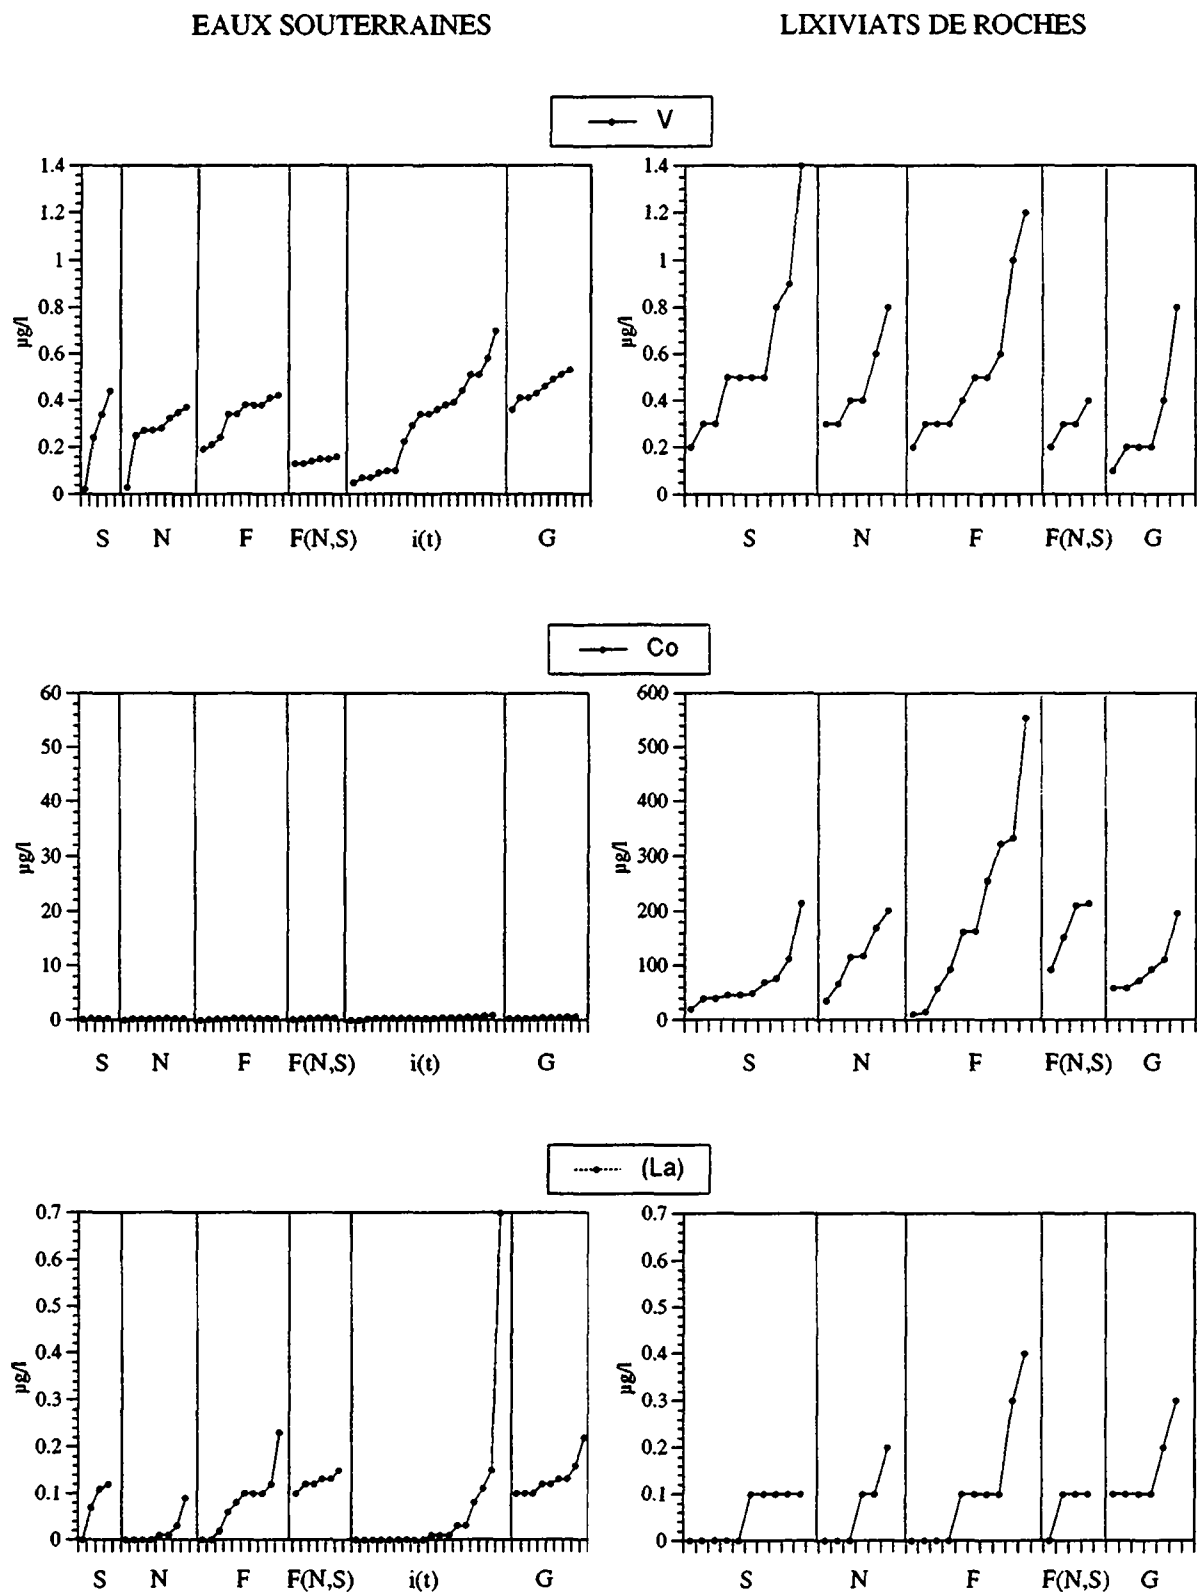 EAUX SOUTERRAINES
LIXIVIATS DE ROCHES
V
1.4
1.2
1
0.8
0.6
0.4
0.2
0
µg/l
S N F F(N,S) i(t) G
1.4
1.2
1
0.8
0.6
0.4
0.2
0
µg/l
S N F F(N,S) G
Co
60
50
40
30
20
10
0
µg/l
S N F F(N,S) i(t) G
600
500
400
300
200
100
0
µg/l
S N F F(N,S) G
(La)
0.7
0.6
0.5
0.4
0.3
0.2
0.1
0
µg/l
S N F F(N,S) i(t) G
0.7
0.6
0.5
0.4
0.3
0.2
0.1
0
µg/l
S N F F(N,S) G